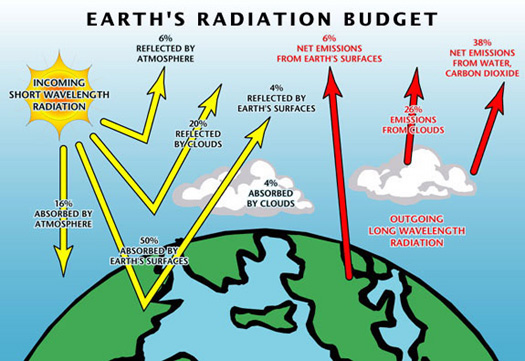 EARTH'S RADIATION BUDGET
INCOMING
SHORT WAVELENGTH
RADIATION
6%
REFLECTED BY
ATMOSPHERE
20%
REFLECTED
BY CLOUDS
4%
REFLECTED BY
EARTH'S SURFACES
6%
NET EMISSIONS
FROM EARTH'S SURFACES
38%
NET EMISSIONS
FROM WATER,
CARBON DIOXIDE
26%
EMISSIONS
FROM CLOUDS
16%
ABSORBED BY
ATMOSPHERE
4%
ABSORBED
BY CLOUDS
50%
ABSORBED BY
EARTH'S SURFACES
OUTGOING
LONG WAVELENGTH
RADIATION